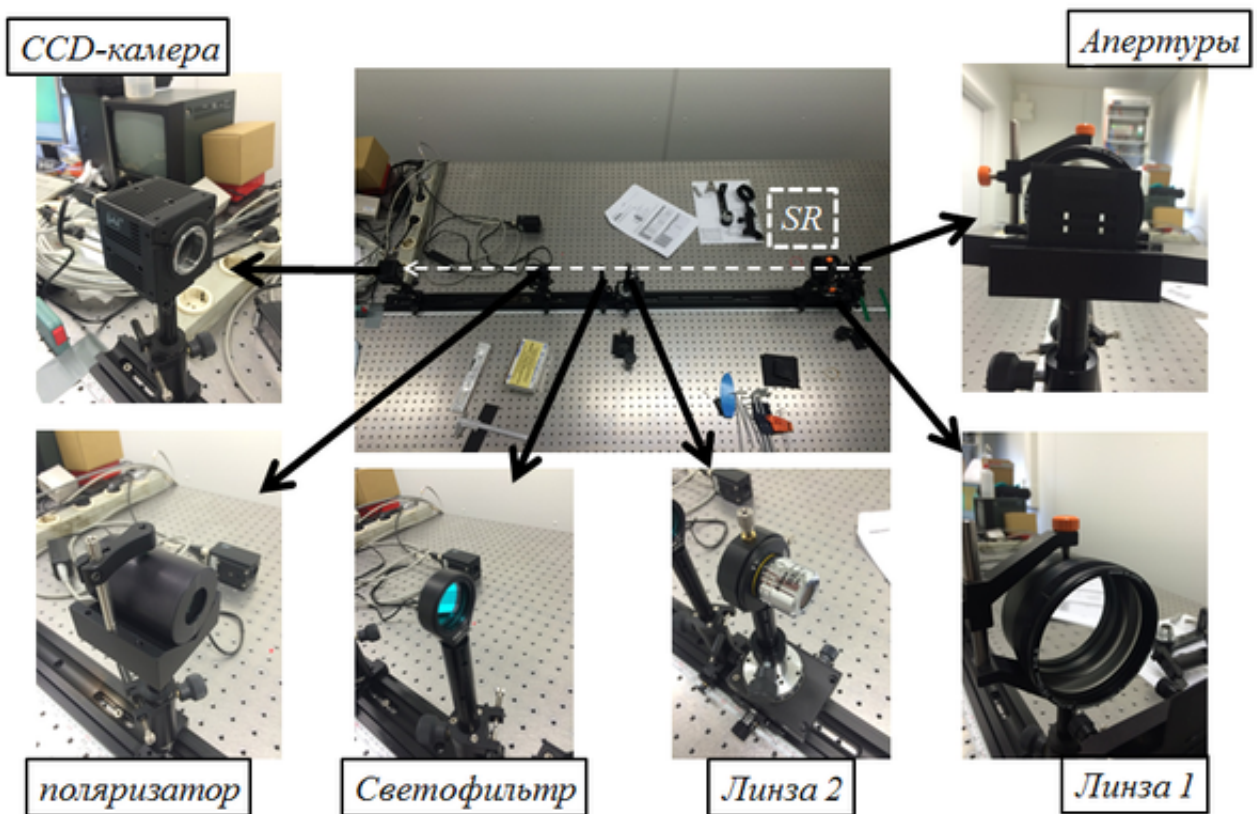 CCD-камера
Апертуры
SR
поляризатор
Светофильтр
Линза 2
Линза 1